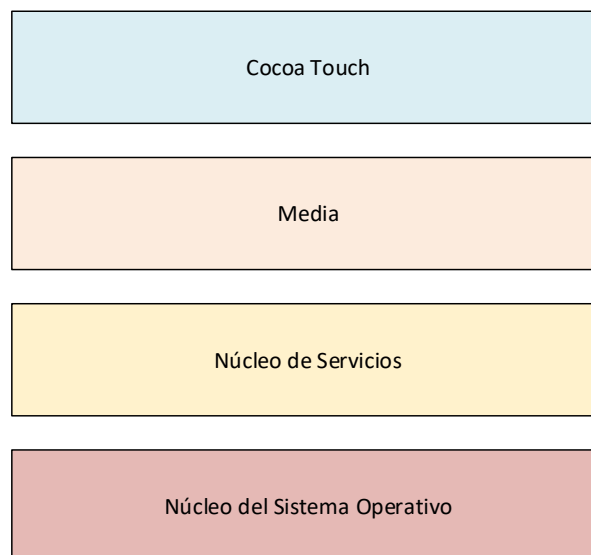 Cocoa Touch
Media
Núcleo de Servicios
Núcleo del Sistema Operativo